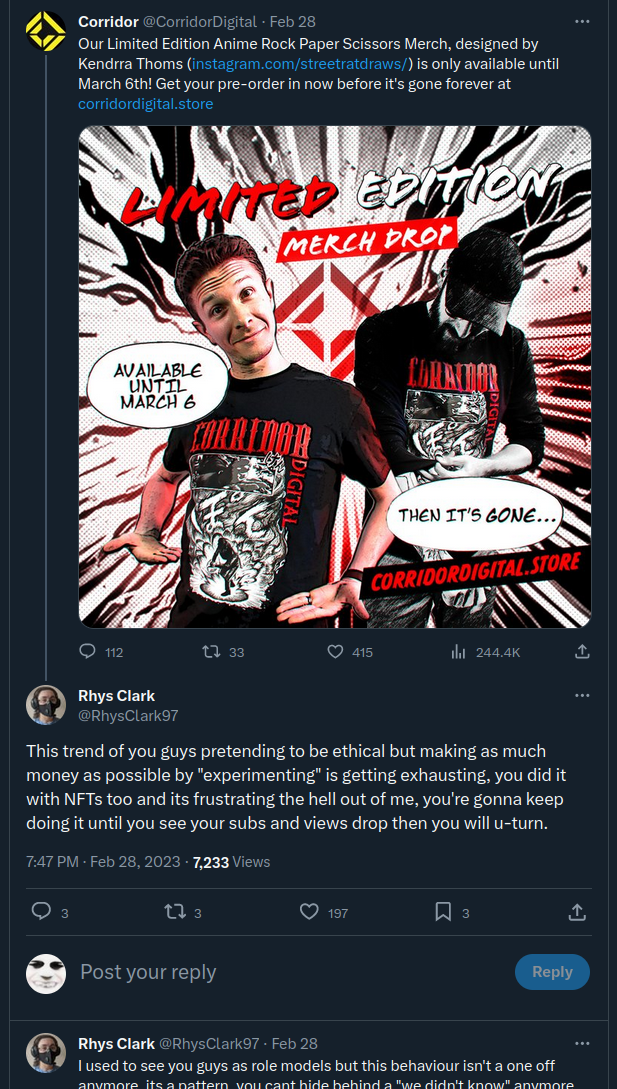 Corridor @CorridorDigital · Feb 28
Our Limited Edition Anime Rock Paper Scissors Merch, designed by
Kendrra Thoms (instagram.com/streetratdraws/) is only available until
March 6th! Get your pre-order in now before it's gone forever at
corridordigital.store
LIMITED EDITION
MERCH DROP
AVAILABLE
UNTIL
MARCH 6
CORRIDOR
DIGITAL
CORRIDOR
DIGITAL
THEN IT'S GONE...
CORRIDORDIGITAL.STORE
112 33 415 244.4K
Rhys Clark
@RhysClark97
This trend of you guys pretending to be ethical but making as much
money as possible by "experimenting" is getting exhausting, you did it
with NFTs too and its frustrating the hell out of me, you're gonna keep
doing it until you see your subs and views drop then you will u-turn.
7:47 PM · Feb 28, 2023 · 7,233 Views
3 3 197 3
Post your reply
Reply
Rhys Clark @RhysClark97 · Feb 28
I used to see you guys as role models but this behaviour isn't a one off
anymore, its a pattern, you cant hide behind a "we didn't know" anymore